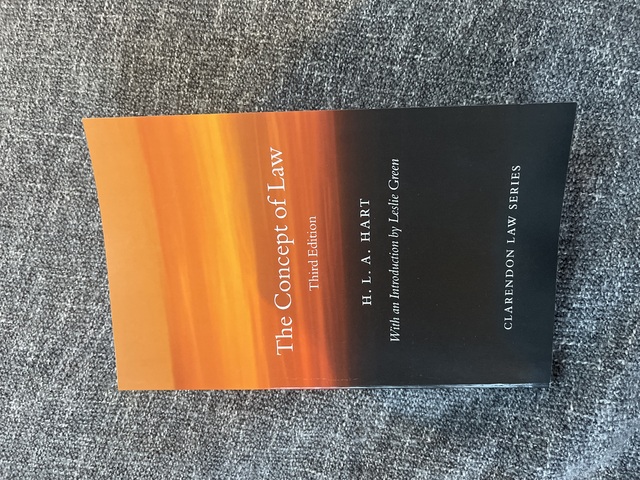 The Concept of Law
Third Edition
H. L. A. HART
With an Introduction by Leslie Green
CLARENDON LAW SERIES